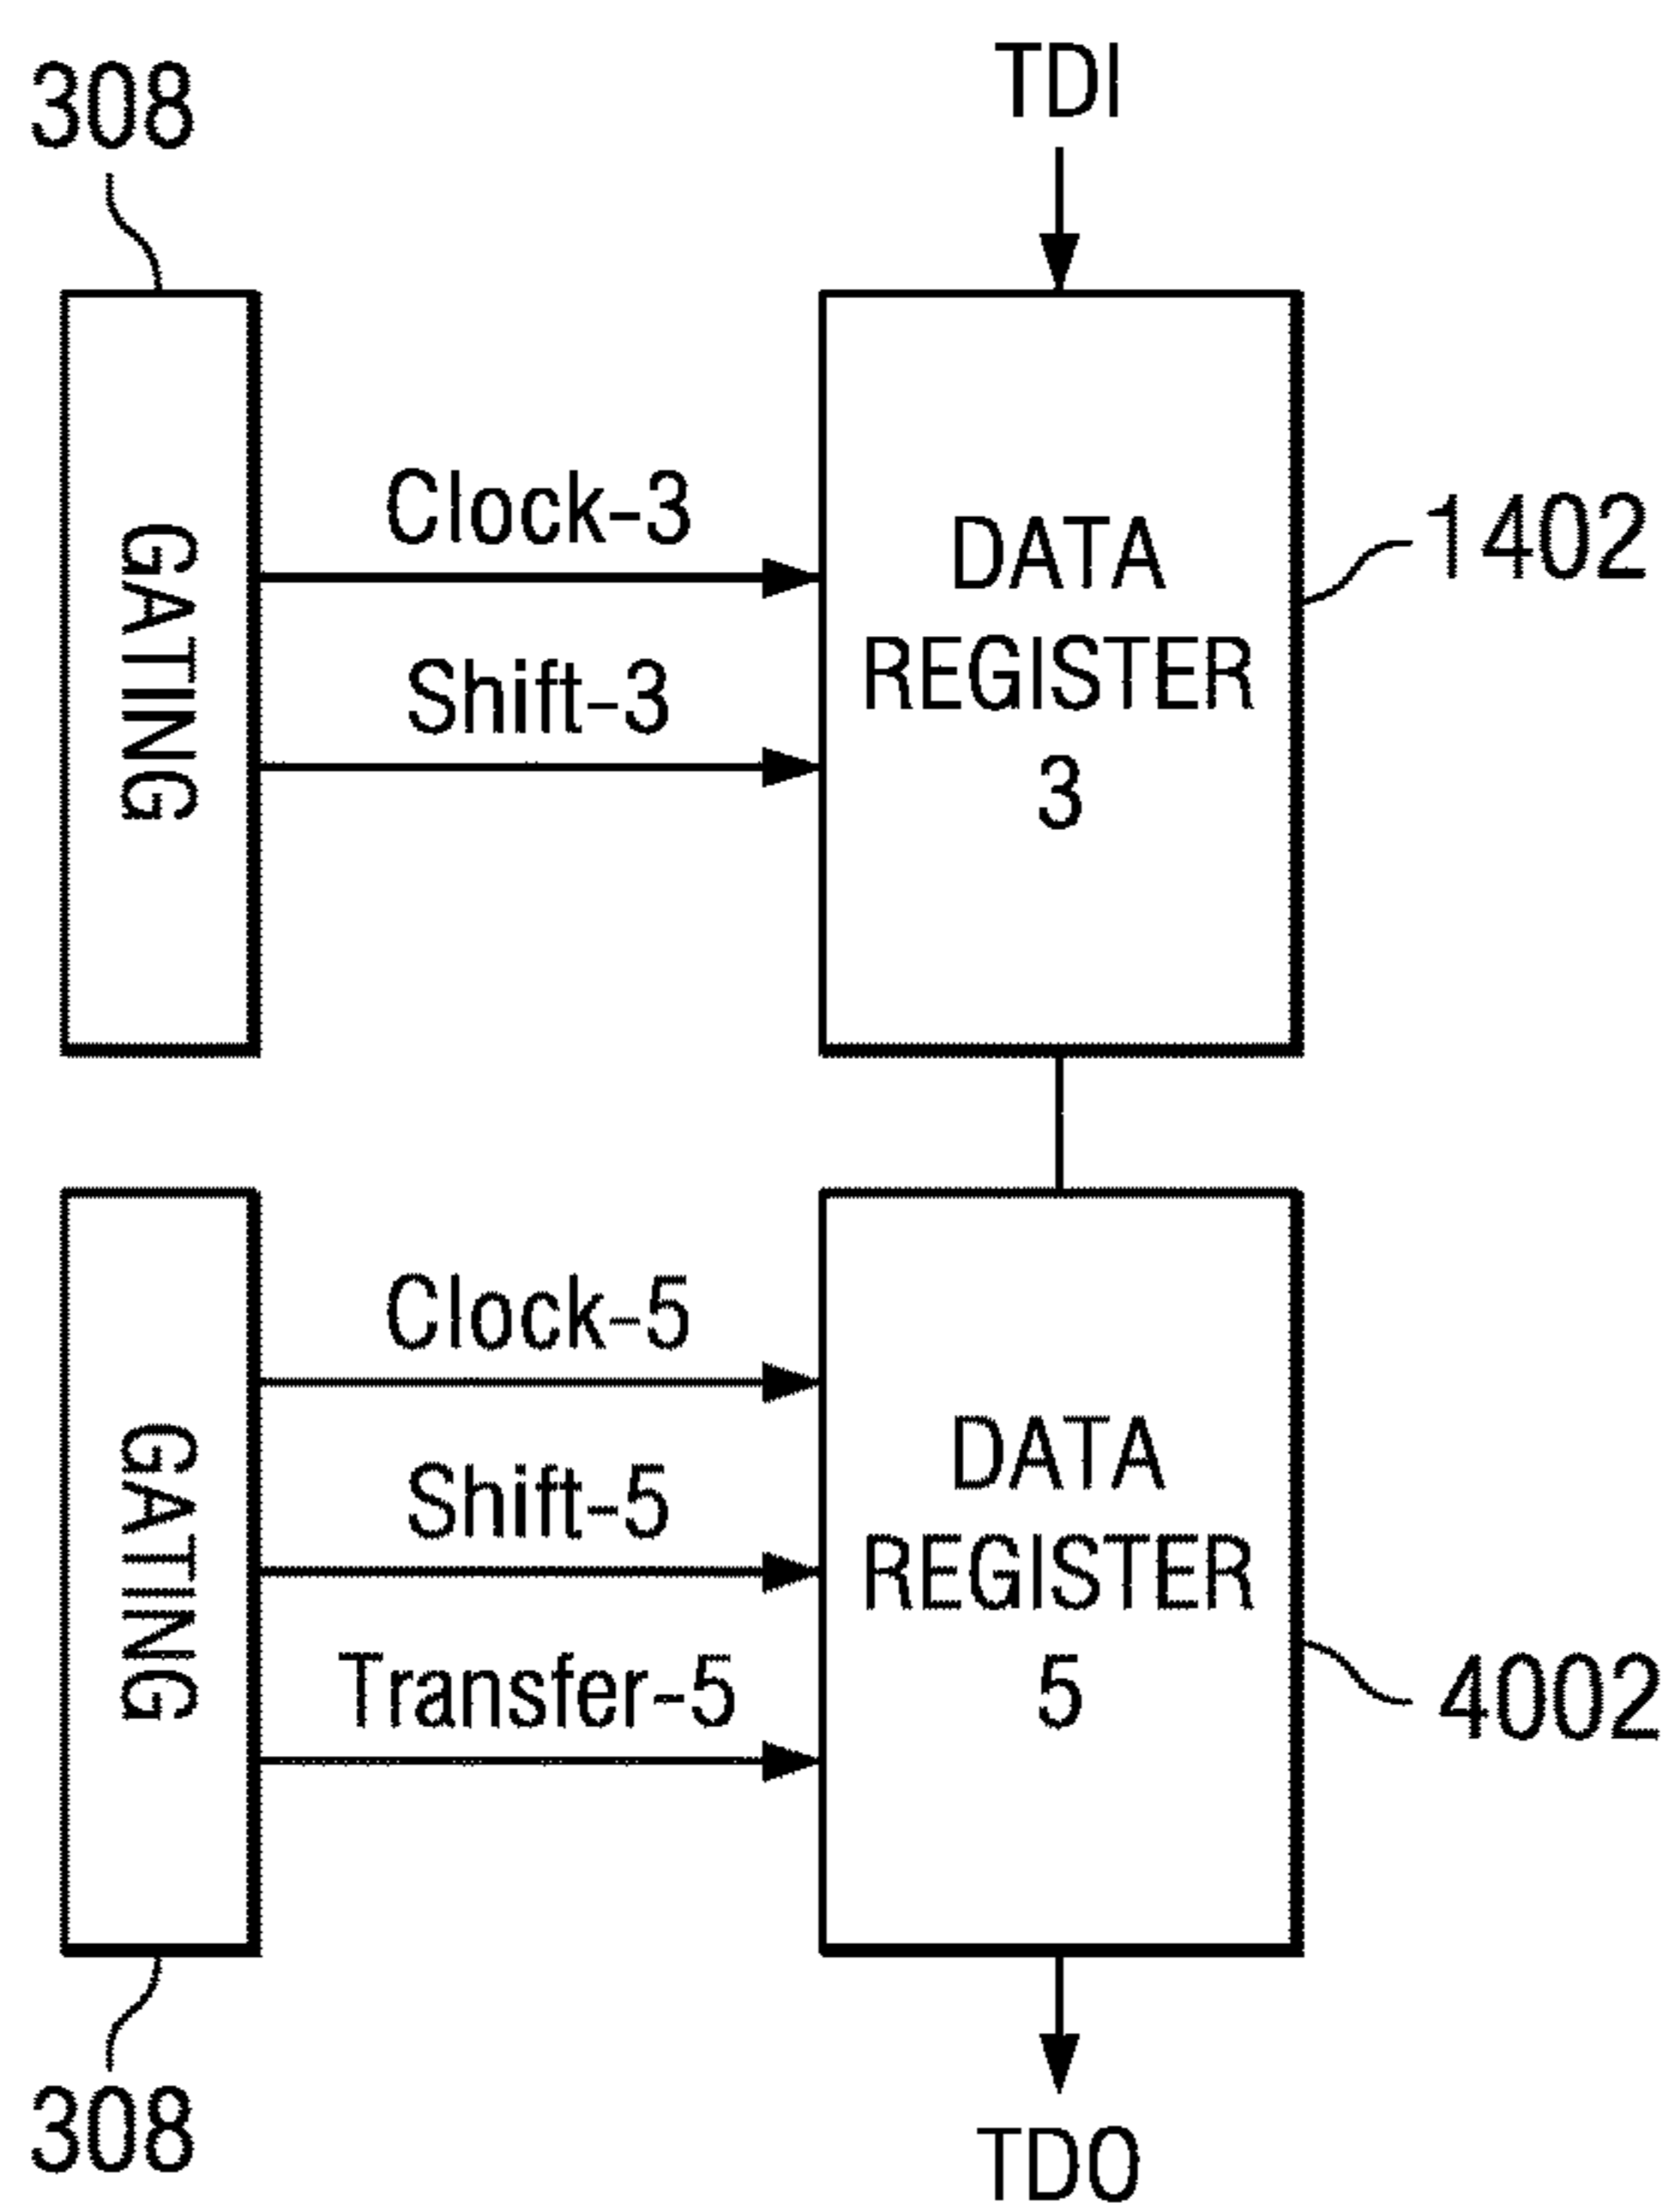 308
TDI
GATING
Clock-3
Shift-3
DATA
REGISTER
3
1402
GATING
Clock-5
Shift-5
Transfer-5
DATA
REGISTER
5
4002
308
TDO